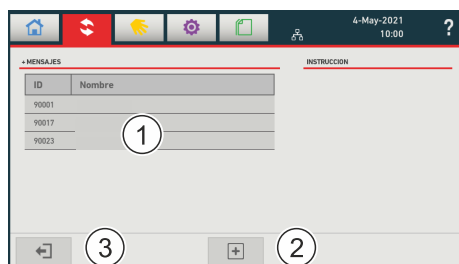 4-May-2021
10:00
?
+ MENSAJES
INSTRUCCION
ID Nombre
90001
90017
90023
1
3
2